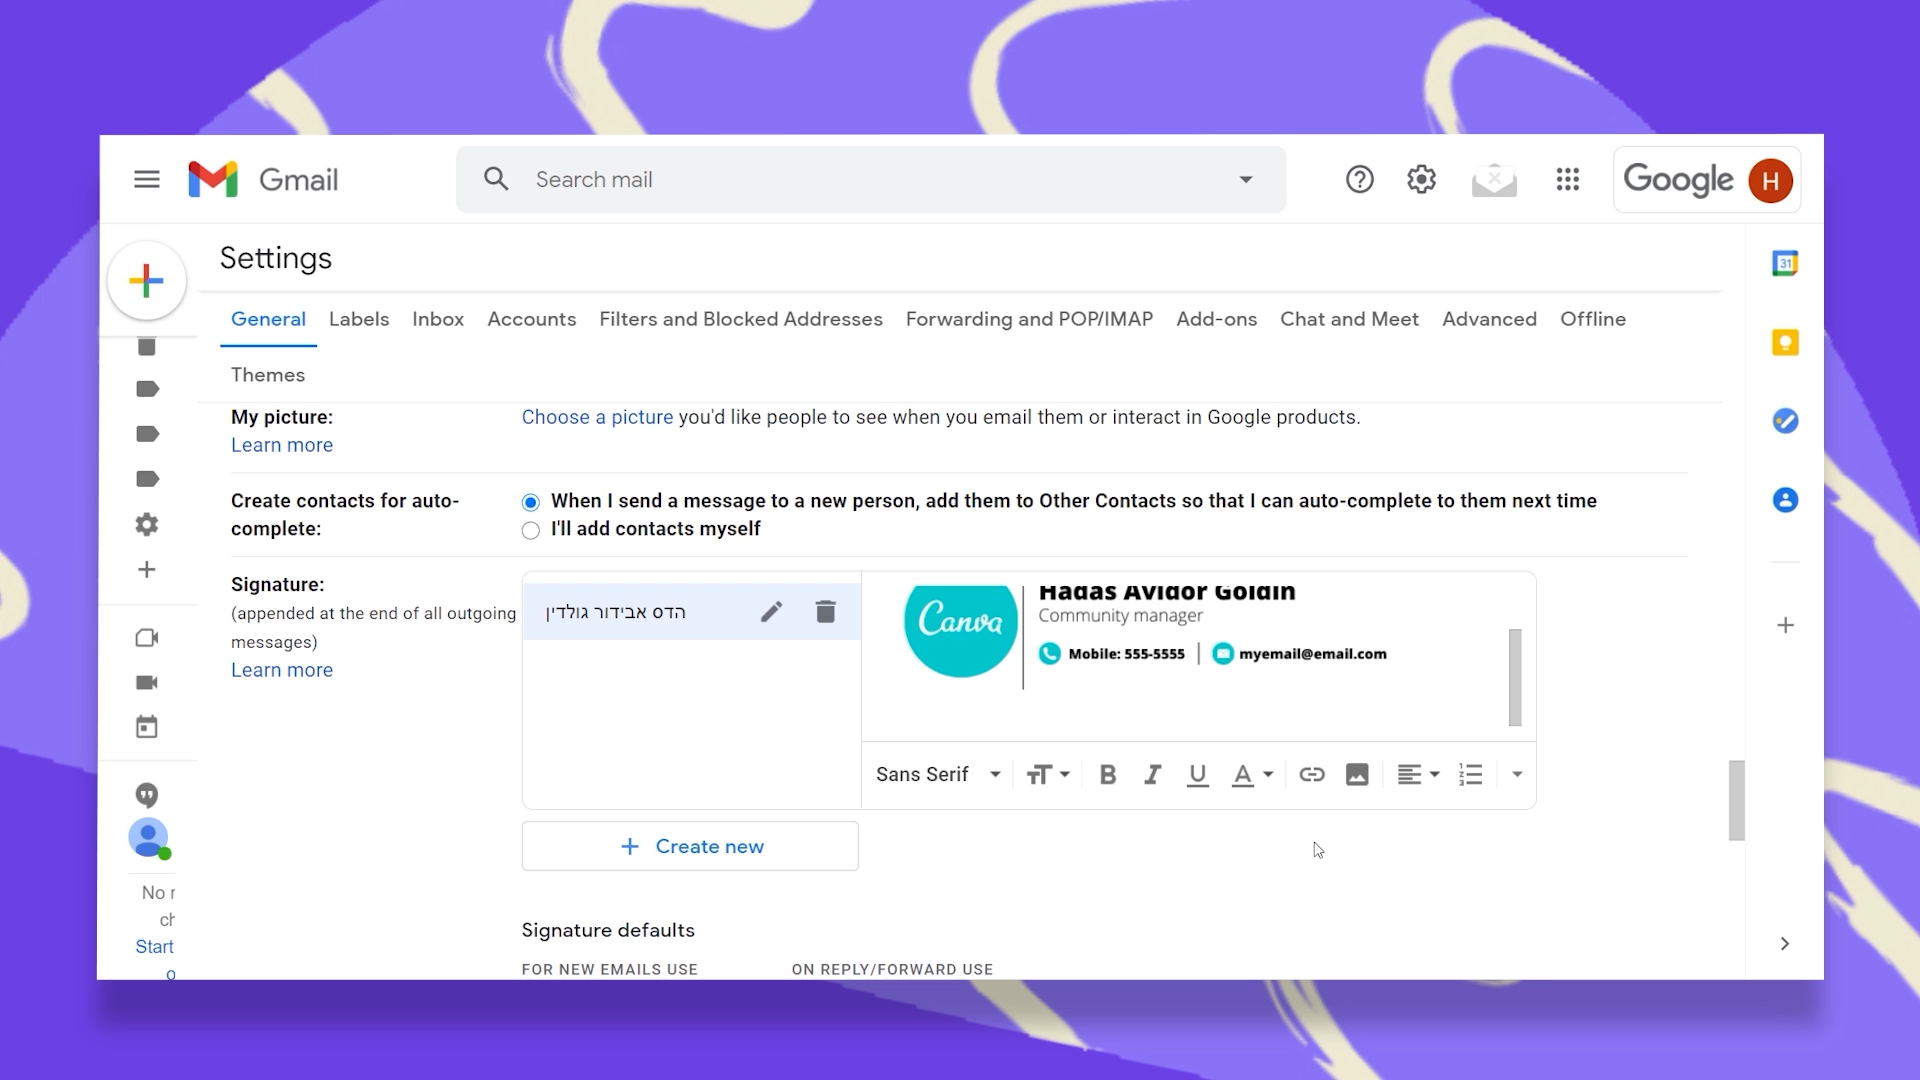 Gmail
Search mail
Google
H
Settings
31
General
Labels
Inbox
Accounts
Filters and Blocked Addresses
Forwarding and POP/IMAP
Add-ons
Chat and Meet
Advanced
Offline
Themes
My picture:
Learn more
Choose a picture you'd like people to see when you email them or interact in Google products.
Create contacts for auto-
complete:
When I send a message to a new person, add them to Other Contacts so that I can auto-complete to them next time
I'll add contacts myself
Signature:
(appended at the end of all outgoing
messages)
Learn more
הדס אבידור גולדין
Canva
Hadas Avidor Goldin
Community manager
Mobile: 555-5555
myemail@email.com
Sans Serif
Create new
Signature defaults
FOR NEW EMAILS USE
ON REPLY/FORWARD USE
No r
ch
Start